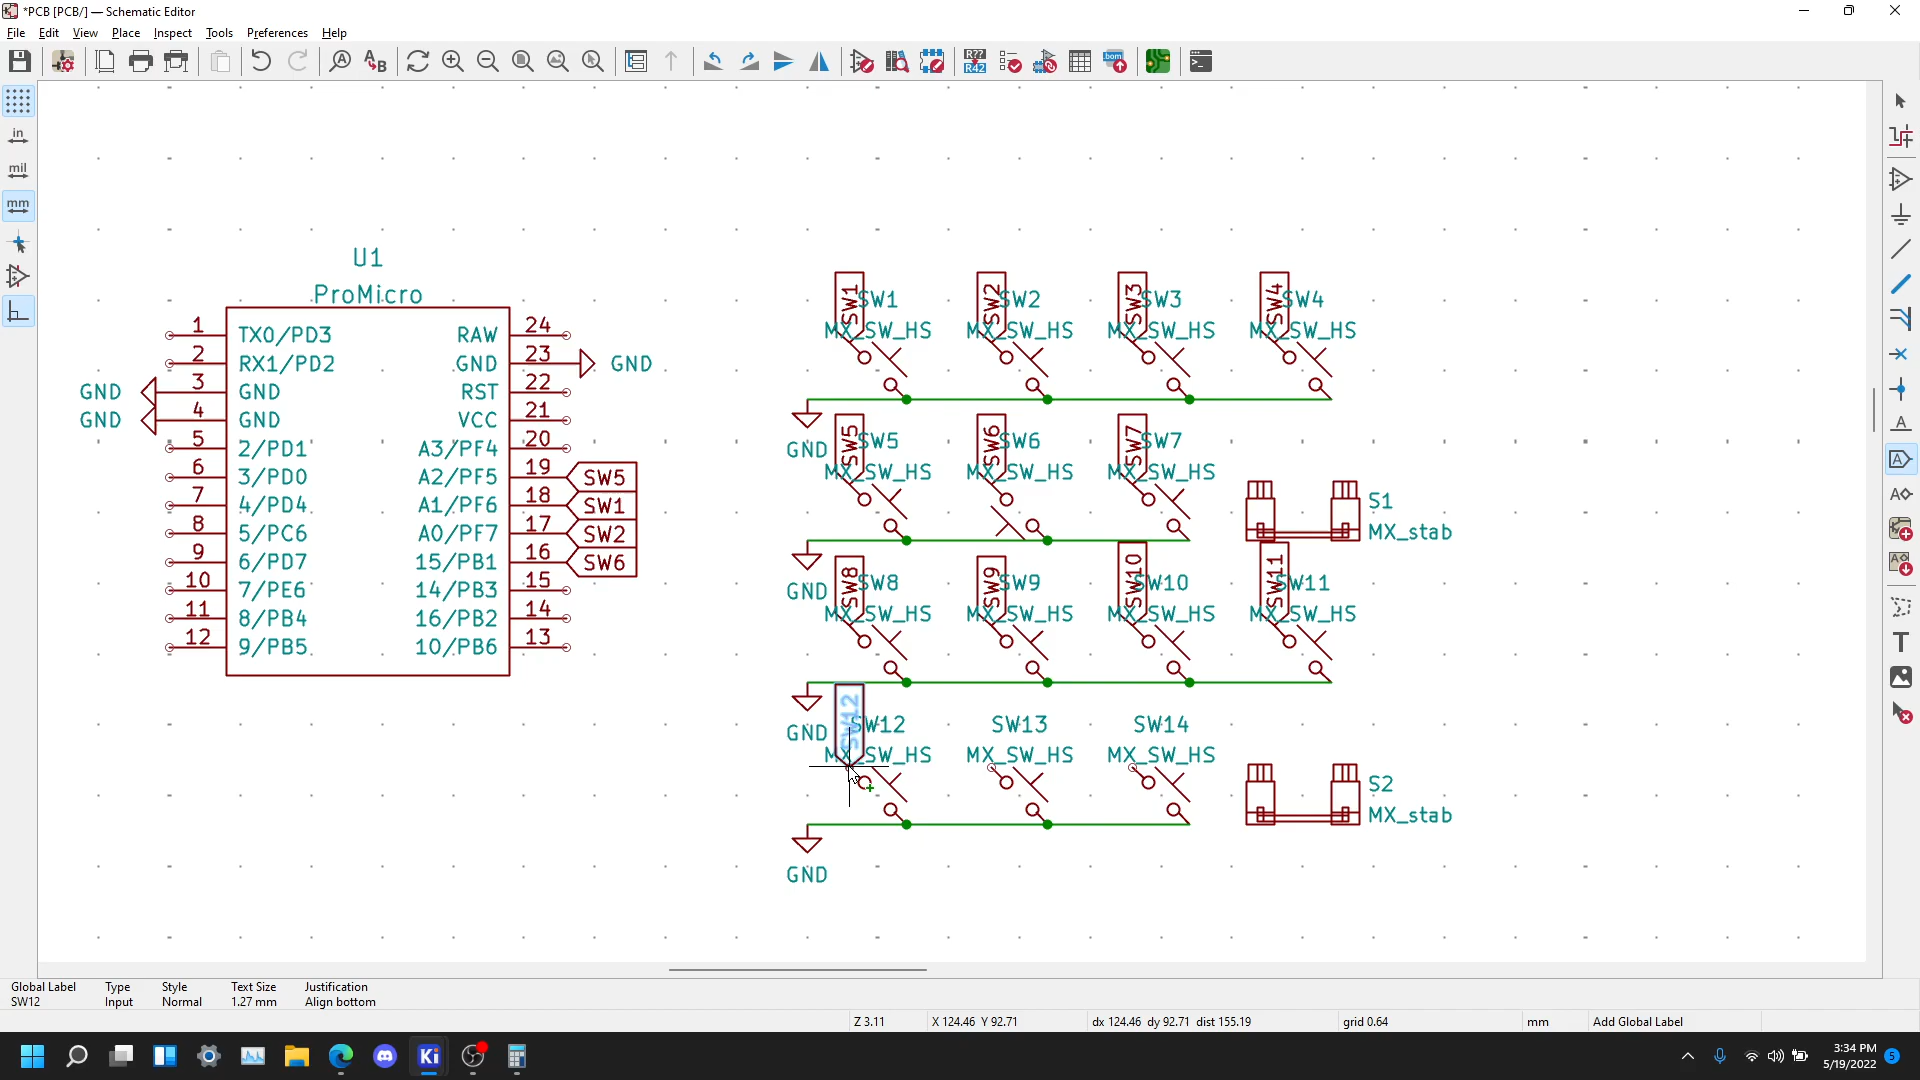 *PCB [PCB/] — Schematic Editor
File Edit View Place Inspect Tools Preferences Help
A A B R?? R42 bom
in
mil
mm
U1
ProMicro
1 TX0/PD3 RAW 24
2 RX1/PD2 GND 23 GND
GND 3 GND RST 22
GND 4 GND VCC 21
5 2/PD1 A3/PF4 20
6 3/PD0 A2/PF5 19 SW5
7 4/PD4 A1/PF6 18 SW1
8 5/PC6 A0/PF7 17 SW2
9 6/PD7 15/PB1 16 SW6
10 7/PE6 14/PB3 15
11 8/PB4 16/PB2 14
12 9/PB5 10/PB6 13
SW1 SW1 SW2 SW2 SW3 SW3 SW4 SW4
MX_SW_HS MX_SW_HS MX_SW_HS MX_SW_HS
GND
SW5 SW5 SW6 SW6 SW7 SW7
MX_SW_HS MX_SW_HS MX_SW_HS
S1
MX_stab
GND
SW8 SW8 SW9 SW9 SW10 SW10 SW11 SW11
MX_SW_HS MX_SW_HS MX_SW_HS MX_SW_HS
GND
SW12 SW12 SW13 SW14
MX_SW_HS MX_SW_HS MX_SW_HS
S2
MX_stab
GND
A
A
A
A
T
Global Label Type Style Text Size Justification
SW12 Input Normal 1.27 mm Align bottom
Z 3.11 X 124.46 Y 92.71 dx 124.46 dy 92.71 dist 155.19 grid 0.64 mm Add Global Label
Ki
3:34 PM
5/19/2022 5